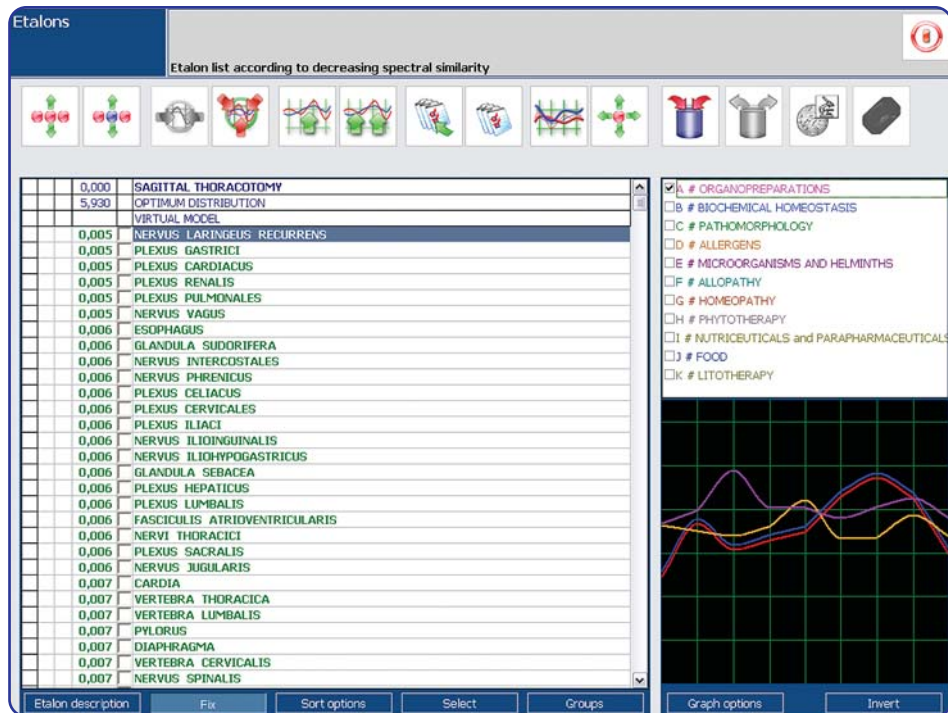 Etalons
Etalon list according to decreasing spectral similarity
0,000 SAGITTAL THORACOTOMY
5,930 OPTIMUM DISTRIBUTION
VIRTUAL MODEL
0,005 NERVUS LARINGEUS RECURRENS
0,005 PLEXUS GASTRICI
0,005 PLEXUS CARDIACUS
0,005 PLEXUS RENALIS
0,005 PLEXUS PULMONALES
0,005 NERVUS VAGUS
0,006 ESOPHAGUS
0,006 GLANDULA SUDORIFERA
0,006 NERVUS INTERCOSTALES
0,006 NERVUS PHRENICUS
0,006 PLEXUS CELIACUS
0,006 PLEXUS CERVICALES
0,006 PLEXUS ILIACI
0,006 NERVUS ILIOINGUINALIS
0,006 NERVUS ILIOHYPOGASTRICUS
0,006 GLANDULA SEBACEA
0,006 PLEXUS HEPATICUS
0,006 PLEXUS LUMBALIS
0,006 FASCICULIS ATRIOVENTRICULARIS
0,006 NERVI THORACICI
0,006 PLEXUS SACRALIS
0,006 NERVUS JUGULARIS
0,007 CARDIA
0,007 VERTEBRA THORACICA
0,007 VERTEBRA LUMBALIS
0,007 PYLORUS
0,007 DIAPHRAGMA
0,007 VERTEBRA CERVICALIS
0,007 NERVUS SPINALIS
A # ORGANOPREPARATIONS
B # BIOCHEMICAL HOMEOSTASIS
C # PATHOMORPHOLOGY
D # ALLERGENS
E # MICROORGANISMS AND HELMINTHS
F # ALLOPATHY
G # HOMEOPATHY
H # PHYTOTHERAPY
I # NUTRICEUTICALS and PARAPHARMACEUTICALS
J # FOOD
K # LITOTHERAPY
Etalon description Fix Sort options Select Groups Graph options Invert